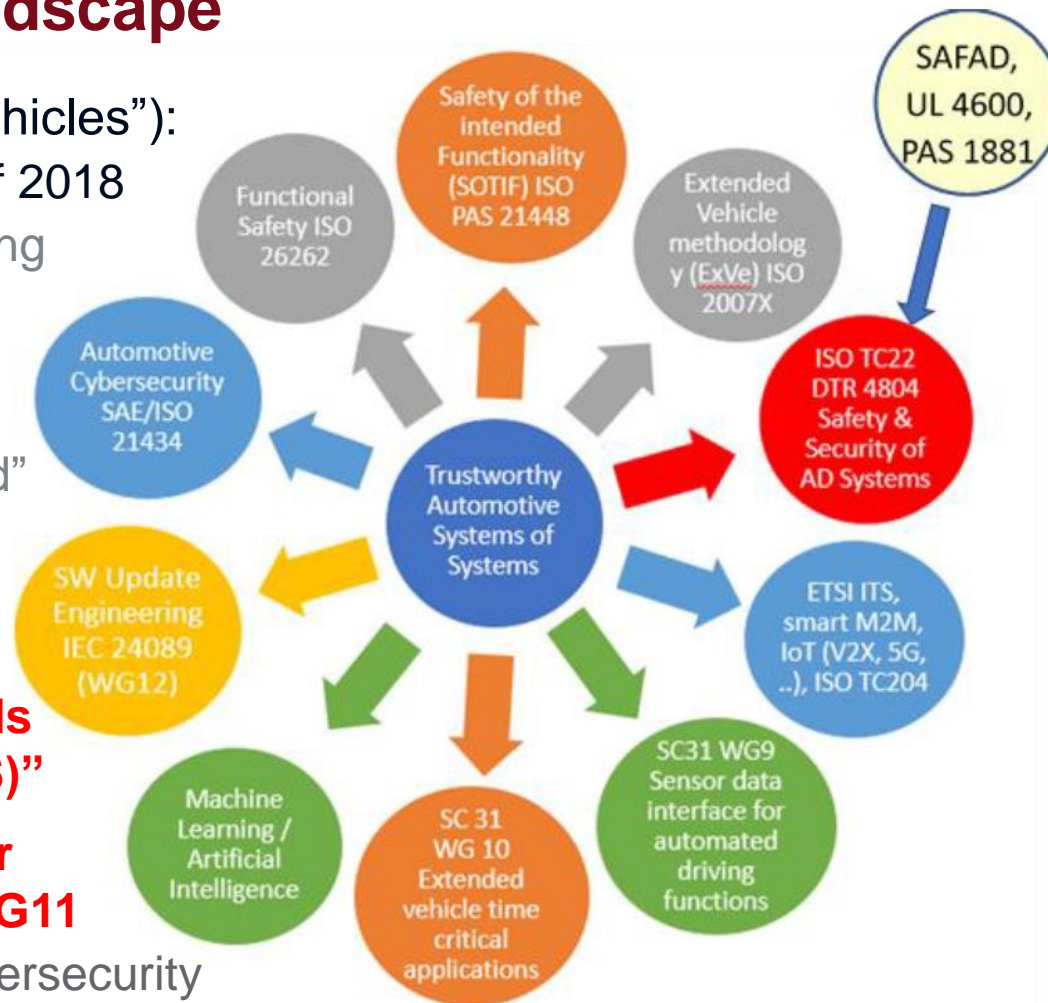 dscape
hicles”):
f 2018
ng
d”
ls
S)”
r
G11
persecurity
SAFAD,
UL 4600,
PAS 1881
Safety of the
intended
Functionality
(SOTIF) ISO
PAS 21448
Functional
Safety ISO
26262
Extended
Vehicle
methodolog
y (ExVe) ISO
2007X
Automotive
Cybersecurity
SAE/ISO
21434
ISO TC22
DTR 4804
Safety &
Security of
AD Systems
Trustworthy
Automotive
Systems of
Systems
SW Update
Engineering
IEC 24089
(WG12)
ETSI ITS,
smart M2M,
IoT (V2X, 5G,
..), ISO TC204
Machine
Learning /
Artificial
Intelligence
SC 31
WG 10
Extended
vehicle time
critical
applications
SC31 WG9
Sensor data
interface for
automated
driving
functions